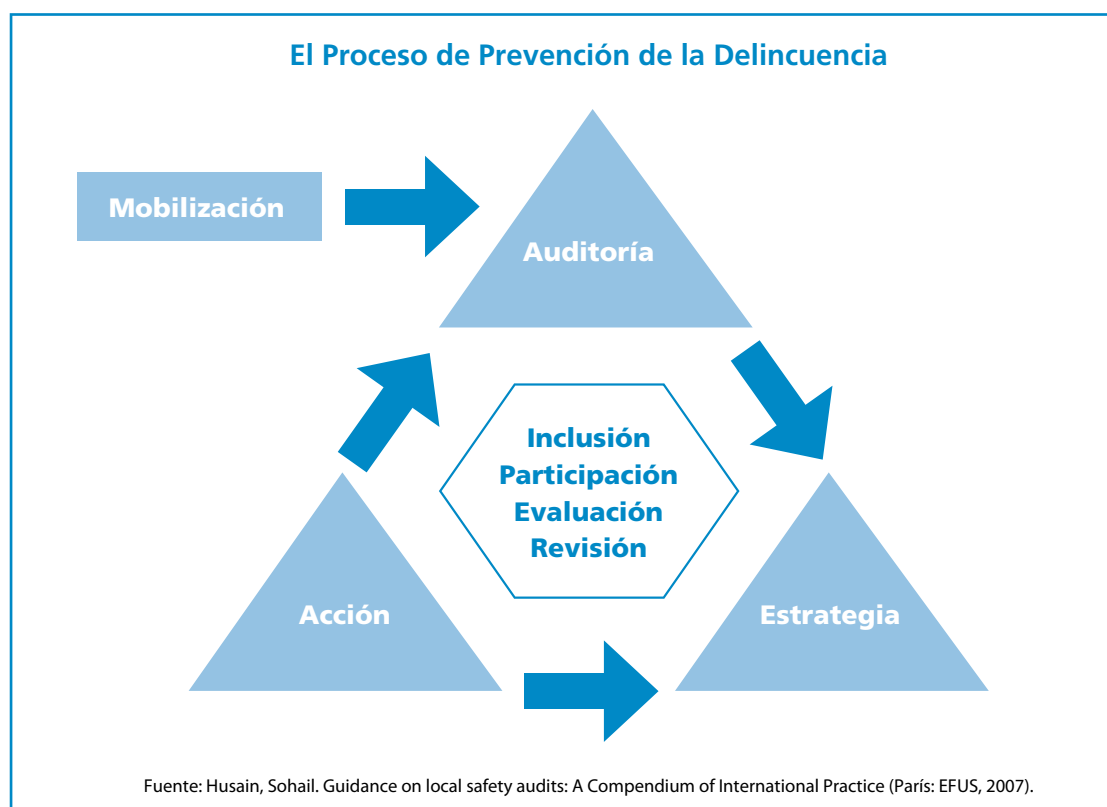 El Proceso de Prevención de la Delincuencia
Mobilización
Auditoría
Inclusión
Participación
Evaluación
Revisión
Acción
Estrategia
Fuente: Husain, Sohail. Guidance on local safety audits: A Compendium of International Practice (París: EFUS, 2007).